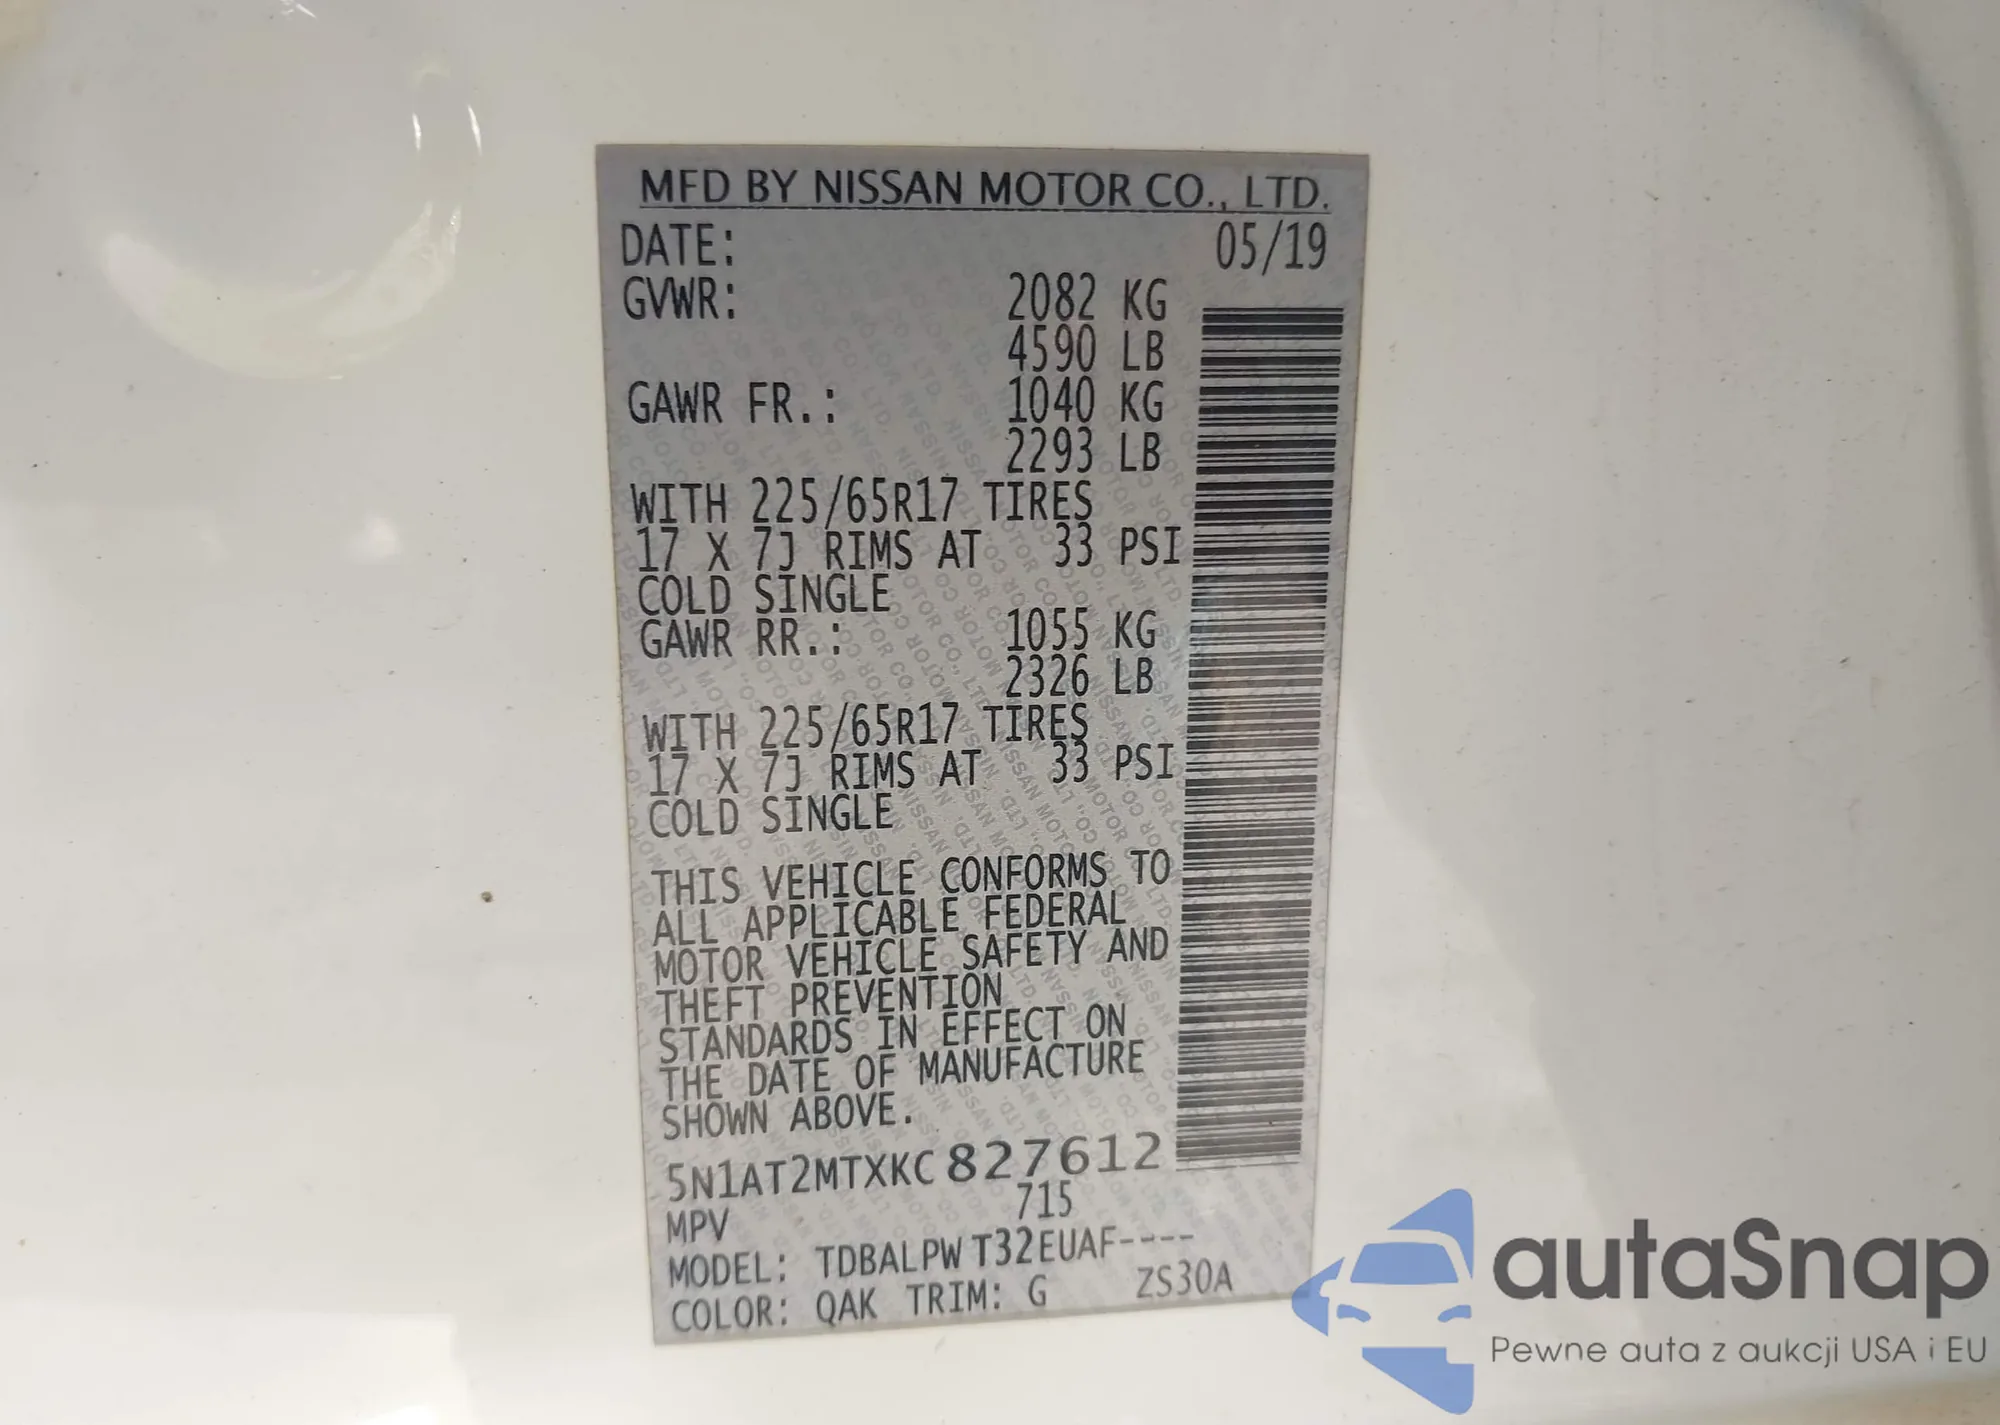 MFD BY NISSAN MOTOR CO., LTD.
DATE: 05/19
GVWR: 2082 KG
4590 LB
GAWR FR.: 1040 KG
2293 LB
WITH 225/65R17 TIRES
17 X 7J RIMS AT 33 PSI
COLD SINGLE
GAWR RR.: 1055 KG
2326 LB
WITH 225/65R17 TIRES
17 X 7J RIMS AT 33 PSI
COLD SINGLE
THIS VEHICLE CONFORMS TO
ALL APPLICABLE FEDERAL
MOTOR VEHICLE SAFETY AND
THEFT PREVENTION
STANDARDS IN EFFECT ON
THE DATE OF MANUFACTURE
SHOWN ABOVE.
5N1AT2MTXKC827612
MPV 715
MODEL: TDBALPW T32EUAF----
COLOR: QAK TRIM: G ZS30A
autaSnap
Pewne auta z aukcji USA i EU